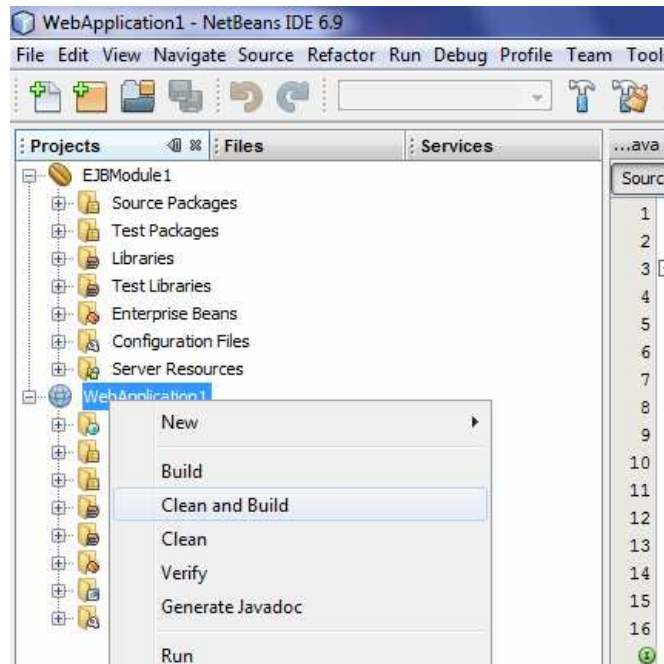 WebApplication1 - NetBeans IDE 6.9
File Edit View Navigate Source Refactor Run Debug Profile Team Tool
Projects Files Services ...ava
EJBModule1
Source Packages
Test Packages
Libraries
Test Libraries
Enterprise Beans
Configuration Files
Server Resources
WebApplication1
New
Build
Clean and Build
Clean
Verify
Generate Javadoc
Run
Sourc
1
2
3
4
5
6
7
8
9
10
11
12
13
14
15
16